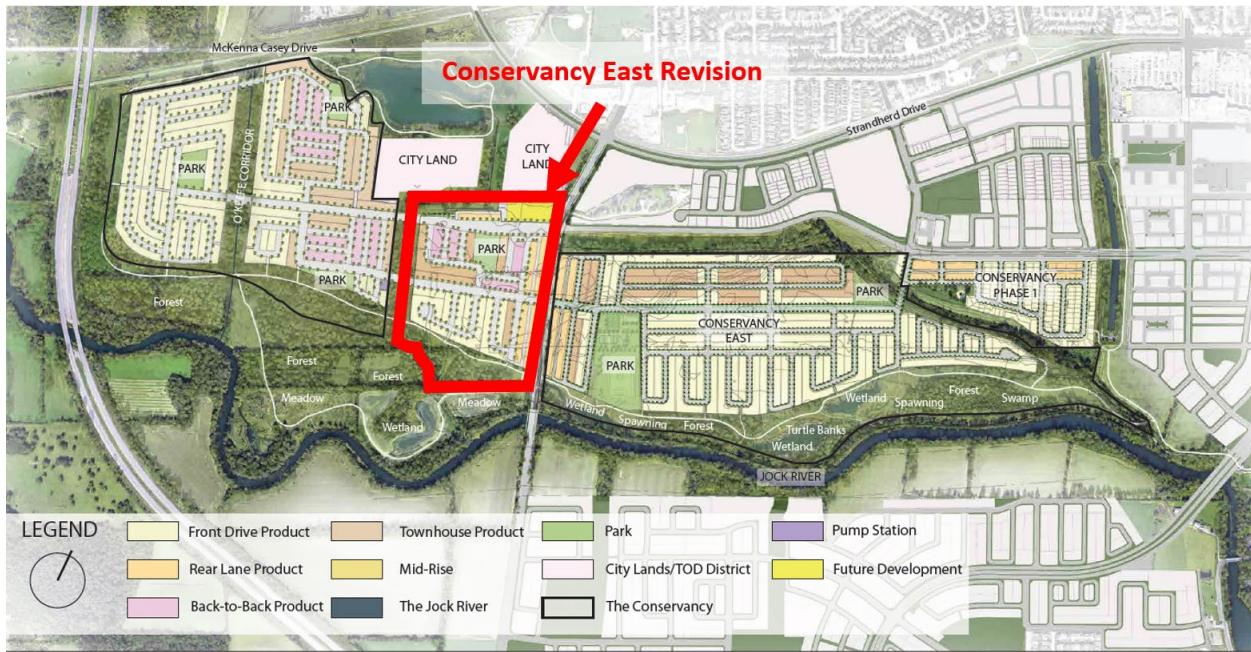 McKenna Casey Drive
Conservancy East Revision
PARK
Strandherd Drive
CITY LAND
CITY
LAND
PARK
O'KEEFE CORRIDOR
PARK
PARK
CONSERVANCY
PHASE 1
PARK
Forest
CONSERVANCY
EAST
PARK
Forest
Forest
Meadow
Meadow
Wetland
Wetland
Spawning
Forest
Wetland
Spawning
Forest
Swamp
Turtle Banks
Wetland
JOCK RIVER
LEGEND
Front Drive Product
Townhouse Product
Park
Pump Station
Rear Lane Product
Mid-Rise
City Lands/TOD District
Future Development
Back-to-Back Product
The Jock River
The Conservancy